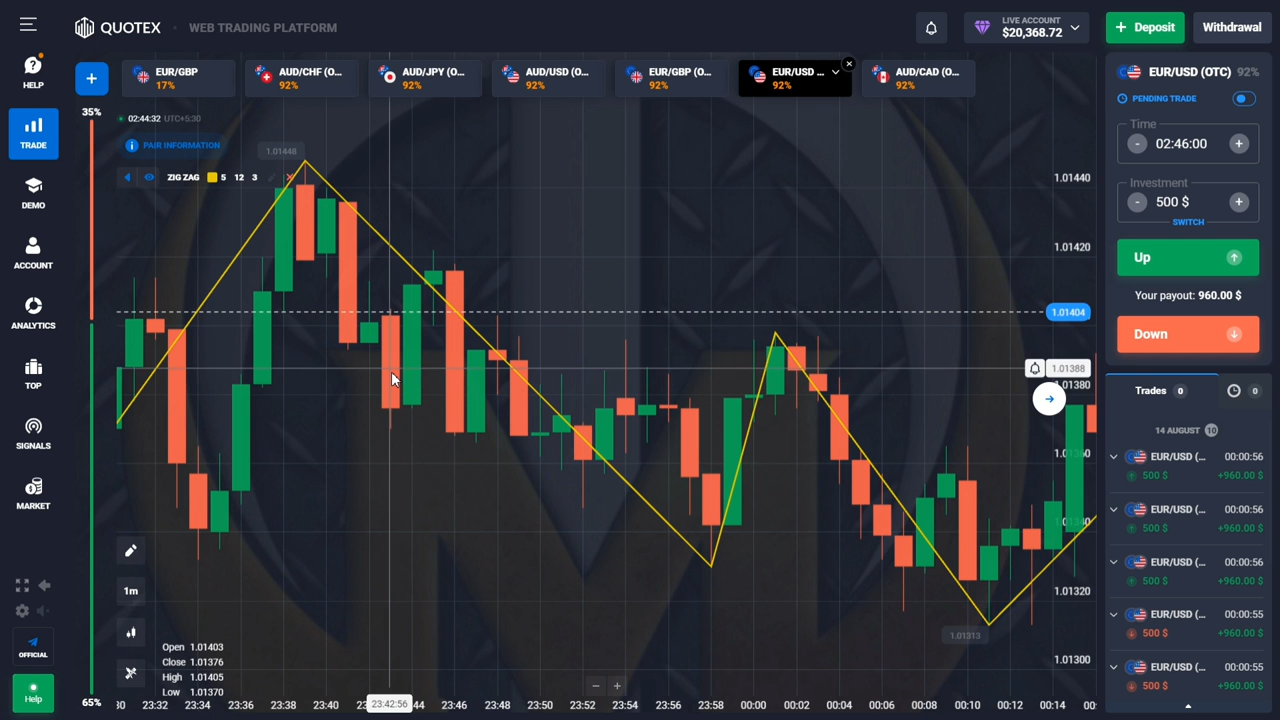 QUOTEX
WEB TRADING PLATFORM
LIVE ACCOUNT
$20,368.72
+ Deposit
Withdrawal
HELP
TRADE
DEMO
ACCOUNT
ANALYTICS
TOP
SIGNALS
MARKET
OFFICIAL
Help
+
EUR/GBP
17%
AUD/CHF (O...
92%
AUD/JPY (O...
92%
AUD/USD (O...
92%
EUR/GBP (O...
92%
EUR/USD ...
92%
AUD/CAD (O...
92%
35%
65%
02:44:32 UTC+5:30
PAIR INFORMATION
ZIG ZAG 5 12 3
1.01448
1.01313
1.01440
1.01420
1.01404
1.01388
1.01380
1.01360
1.01340
1.01320
1.01300
1m
Open 1.01403
Close 1.01376
High 1.01405
Low 1.01370
23:32 23:34 23:36 23:38 23:42:56 23:44 23:46 23:48 23:50 23:52 23:54 23:56 23:58 00:00 00:02 00:04 00:06 00:08 00:10 00:12 00:14
EUR/USD (OTC) 92%
PENDING TRADE
Time
- 02:46:00 +
Investment
- 500 $ +
SWITCH
Up
Your payout: 960.00 $
Down
Trades 0 0
14 AUGUST 10
EUR/USD (... 00:00:56
500 $ +960.00 $
EUR/USD (... 00:00:56
500 $ +960.00 $
EUR/USD (... 00:00:56
500 $ +960.00 $
EUR/USD (... 00:00:55
500 $ +960.00 $
EUR/USD (... 00:00:55
500 $ +960.00 $